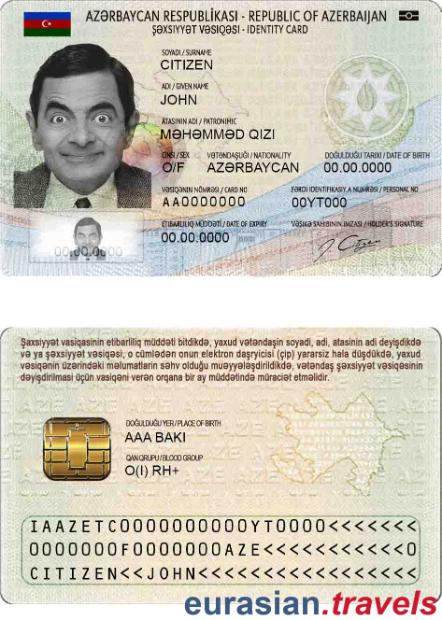 AZƏRBAYCAN RESPUBLİKASI - REPUBLIC OF AZERBAIJAN
ŞƏXSİYYƏT VƏSİQƏSİ - IDENTITY CARD
SOYADI / SURNAME
CITIZEN
ADI / GIVEN NAME
JOHN
ATASININ ADI / PATRONIMIC
MƏHƏMMƏD QIZI
CİNSİ / SEX VƏTƏNDAŞLIĞI / NATIONALITY DOĞULDUĞU TARİXİ / DATE OF BIRTH
Q/F AZƏRBAYCAN 00.00.0000
VƏSİQƏNİN NÖMRƏSİ / CARD NO FƏRDİ İDENTİFİKASİYA NÖMRƏSİ / PERSONAL NO
AA0000000 00YT000
ETİBARLILIQ MÜDDƏTİ / DATE OF EXPIRY VƏSİQƏ SAHİBİNİN İMZASI / HOLDER'S SIGNATURE
00.00.0000
J. Citizen
00.00.0000
Şəxsiyyət vəsiqəsinin etibarlılıq müddəti bitdikdə, yaxud vətəndaşın soyadı, adı, atasının adı dəyişdikdə
və ya şəxsiyyət vəsiqəsi, o cümlədən onun elektron daşıyıcısı (çip) yararsız hala düşdükdə, yaxud
vəsiqənin üzərindəki məlumatların səhv olduğu müəyyələşdirildikdə, vətəndaş şəxsiyyət vəsiqəsinin
dəyişdirilməsi üçün vəsiqəni verən orqana bir ay müddətində müraciət etməlidir.
DOĞULDUĞU YER / PLACE OF BIRTH
AAA BAKI
QAN QRUPU / BLOOD GROUP
O(I) RH+
IAAZETC0000000000YT0000<<<<<<<
0000000F0000000AZE<<<<<<<<<<<0
CITIZEN<<JOHN<<<<<<<<<<<<<<<<<
eurasian.travels